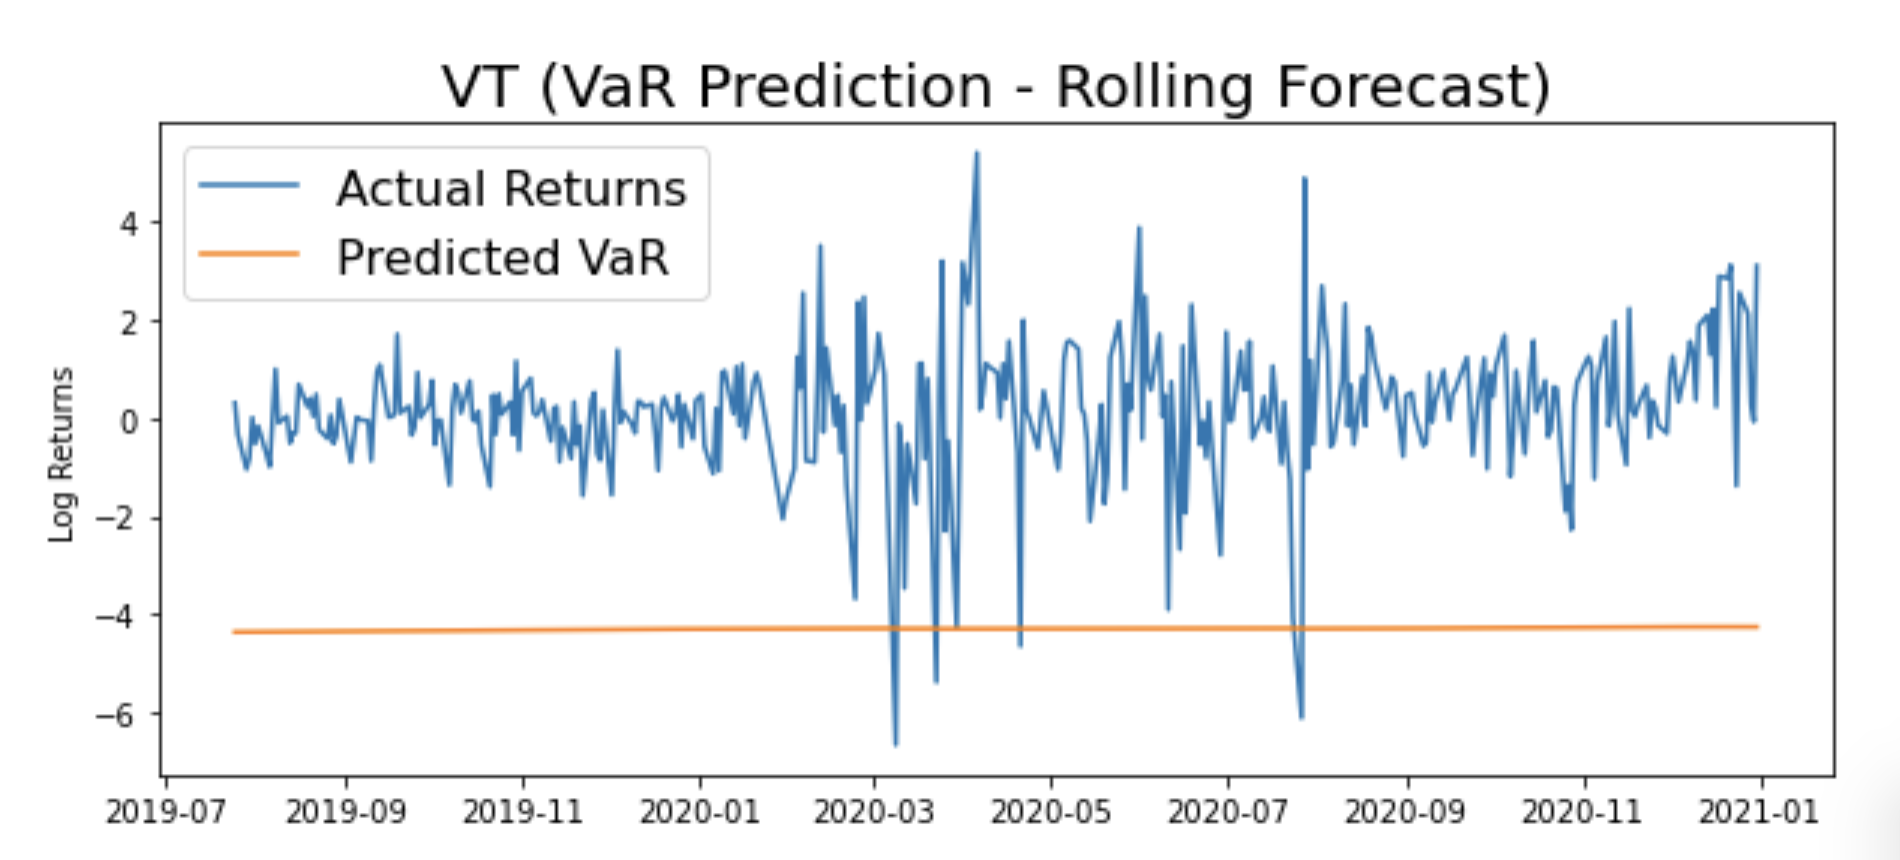 VT (VaR Prediction - Rolling Forecast)
Actual Returns
Predicted VaR
Log Returns
4
2
0
−2
−4
−6
2019-07 2019-09 2019-11 2020-01 2020-03 2020-05 2020-07 2020-09 2020-11 2021-01